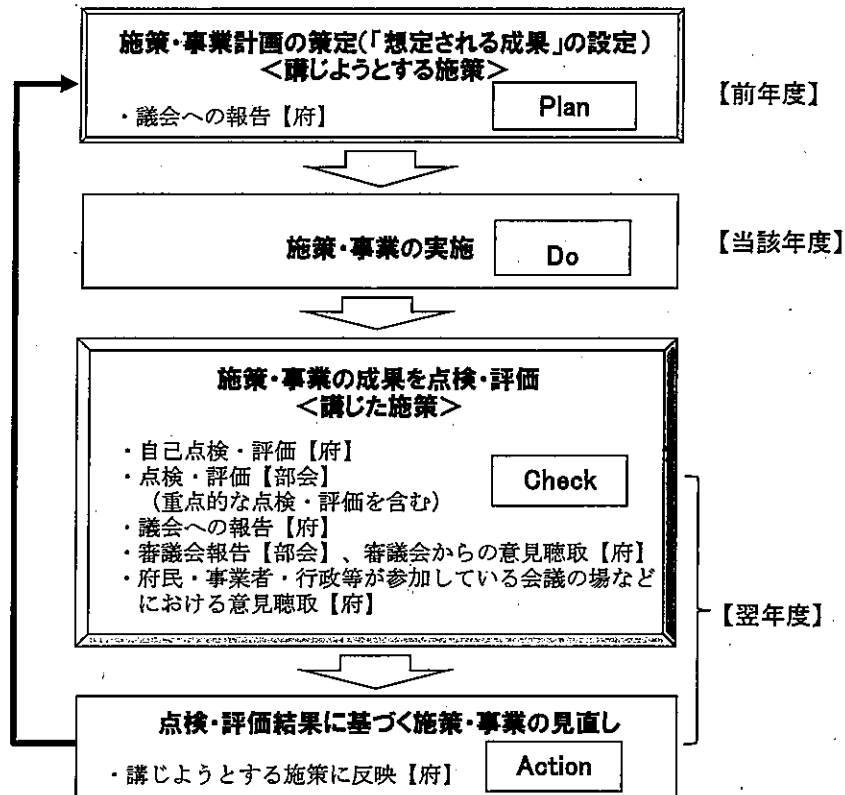 施策・事業計画の策定(「想定される成果」の設定)
<講じようとする施策>
・議会への報告【府】
Plan
【前年度】
施策・事業の実施
Do
【当該年度】
施策・事業の成果を点検・評価
<講じた施策>
・自己点検・評価【府】
・点検・評価【部会】
(重点的な点検・評価を含む)
・議会への報告【府】
・審議会報告【部会】、審議会からの意見聴取【府】
・府民・事業者・行政等が参加している会議の場など
における意見聴取【府】
Check
【翌年度】
点検・評価結果に基づく施策・事業の見直し
・講じようとする施策に反映【府】
Action